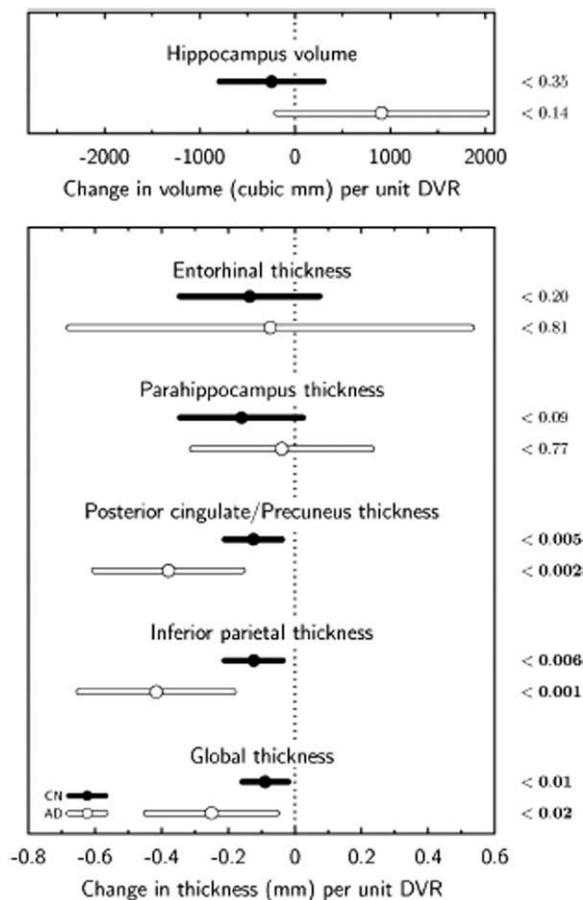 Hippocampus volume
< 0.35
< 0.14
-2000 -1000 0 1000 2000
Change in volume (cubic mm) per unit DVR
Entorhinal thickness
< 0.20
< 0.81
Parahippocampus thickness
< 0.09
< 0.77
Posterior cingulate/Precuneus thickness
< 0.005
< 0.002
Inferior parietal thickness
< 0.006
< 0.001
Global thickness
CN < 0.01
AD < 0.02
-0.8 -0.6 -0.4 -0.2 0 0.2 0.4 0.6
Change in thickness (mm) per unit DVR